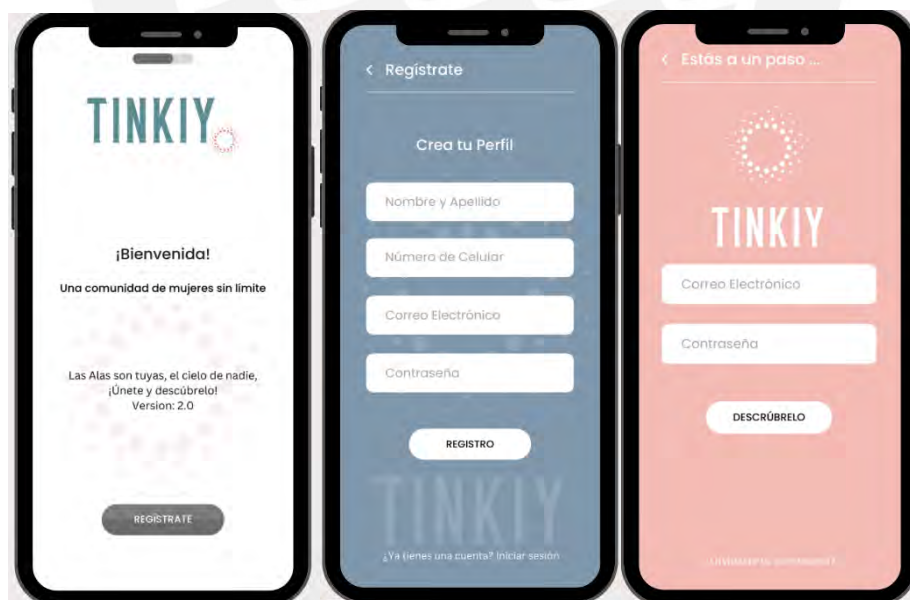 TINKIY
¡Bienvenida!
Una comunidad de mujeres sin limite
Las Alas son tuyas, el cielo de nadie,
¡Únete y descúbrelo!
Version: 2.0
REGÍSTRATE
< Regístrate
Crea tu Perfil
Nombre y Apellido
Número de Celular
Correo Electrónico
Contraseña
REGISTRO
TINKIY
¿Ya tienes una cuenta? Iniciar sesión
< Estás a un paso ...
TINKIY
Correo Electrónico
Contraseña
DESCRÚBRELO